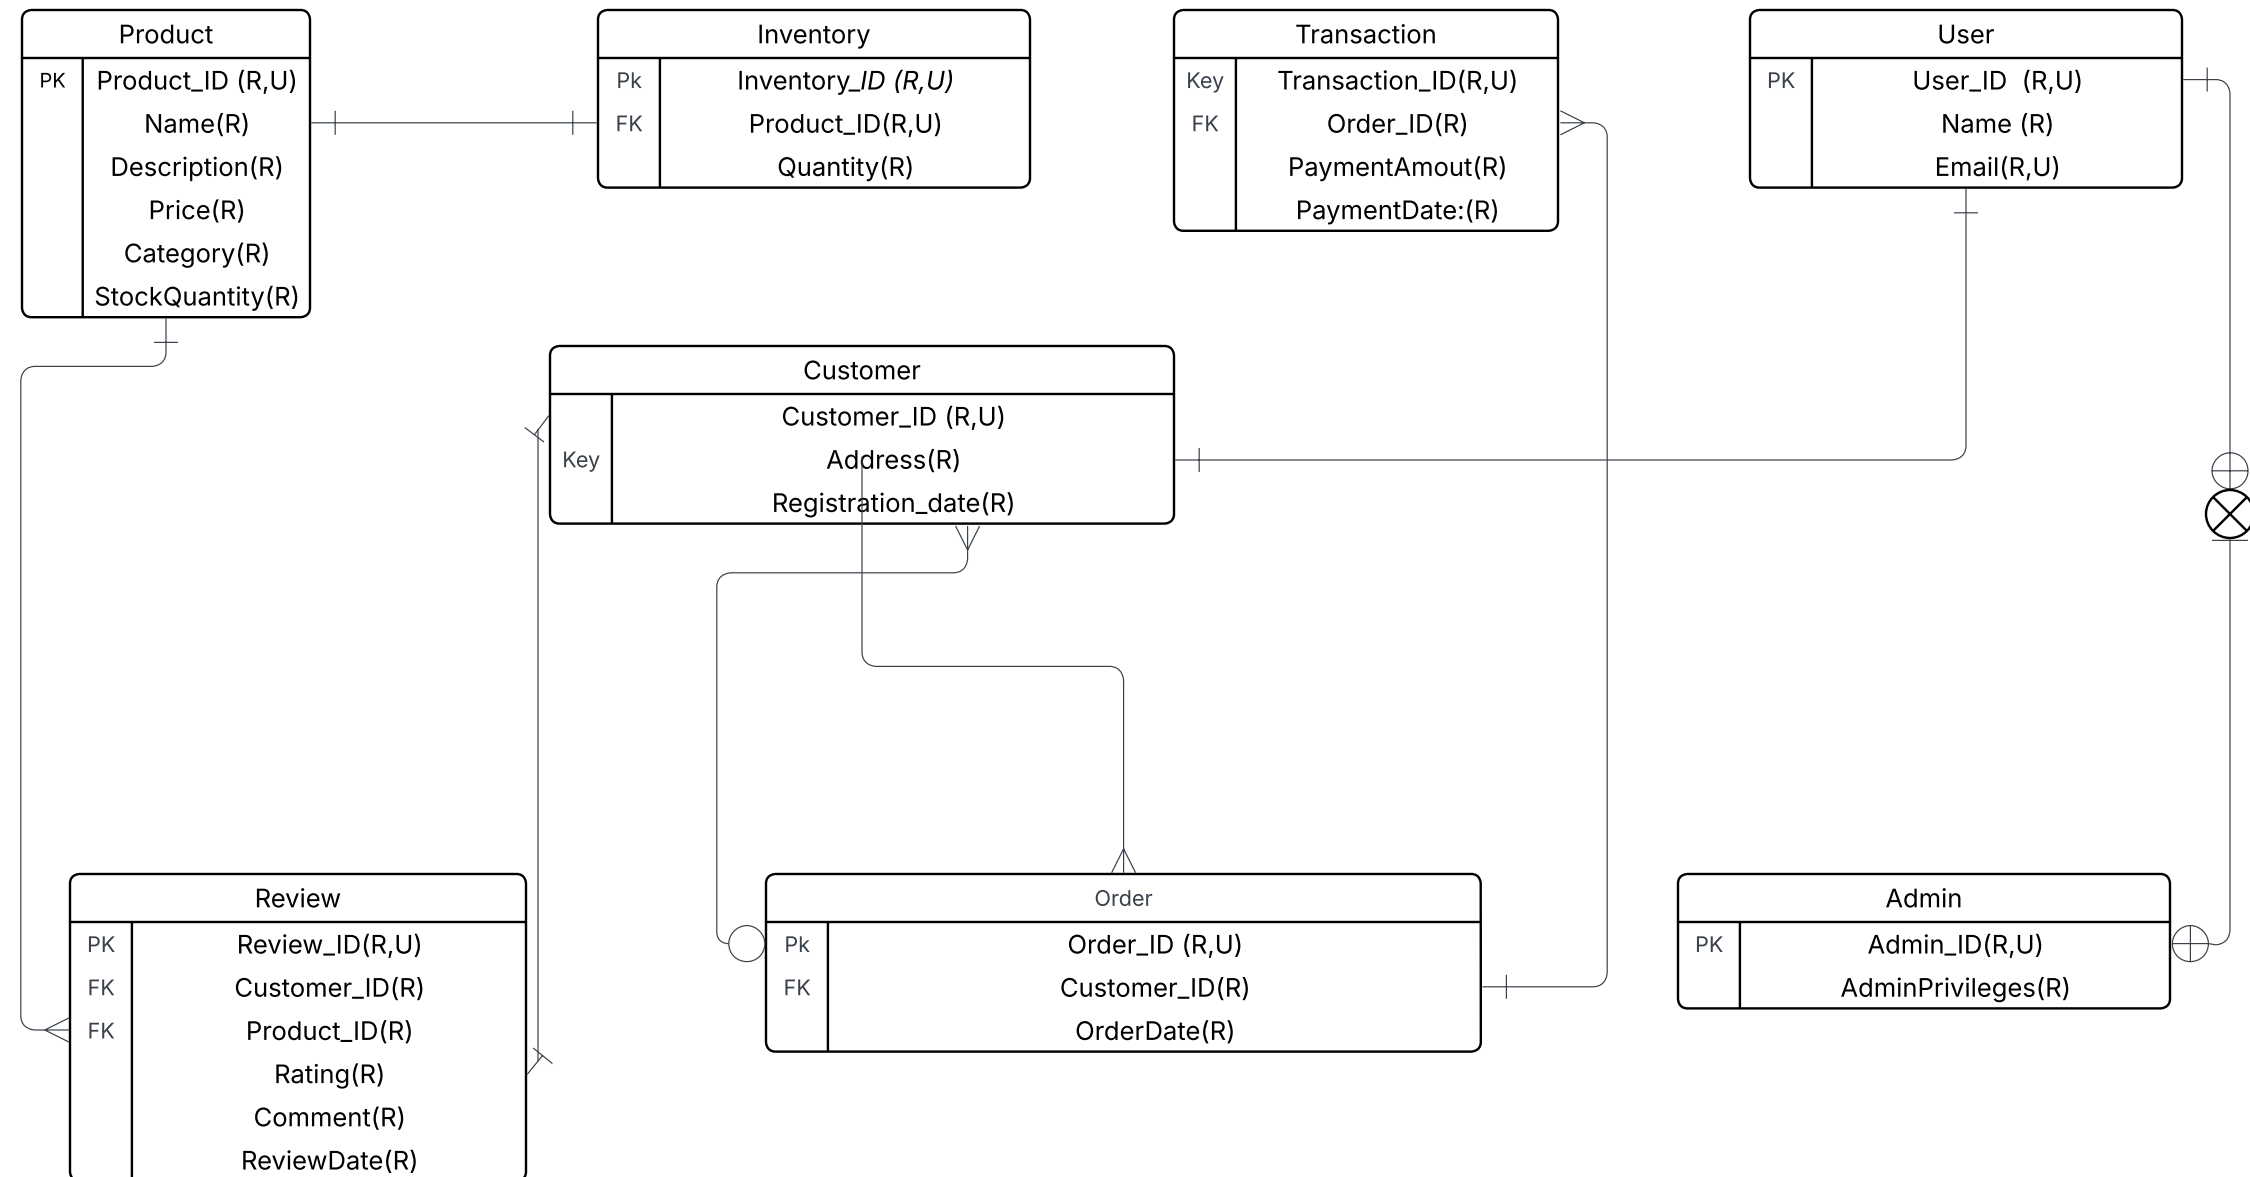 Product
PK Product_ID (R,U)
Name(R)
Description(R)
Price(R)
Category(R)
StockQuantity(R)
Inventory
Pk Inventory_ID (R,U)
FK Product_ID(R,U)
Quantity(R)
Transaction
Key Transaction_ID(R,U)
FK Order_ID(R)
PaymentAmout(R)
PaymentDate:(R)
User
PK User_ID (R,U)
Name (R)
Email(R,U)
Customer
Customer_ID (R,U)
Key Address(R)
Registration_date(R)
Review
PK Review_ID(R,U)
FK Customer_ID(R)
FK Product_ID(R)
Rating(R)
Comment(R)
ReviewDate(R)
Order
Pk Order_ID (R,U)
FK Customer_ID(R)
OrderDate(R)
Admin
PK Admin_ID(R,U)
AdminPrivileges(R)